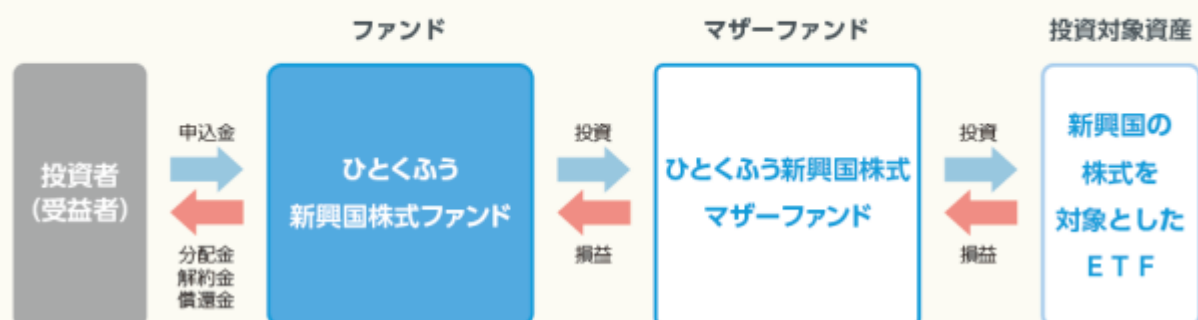 ファンド
マザーファンド
投資対象資産
投資者
(受益者)
申込金
分配金
解約金
償還金
ひとくふう
新興国株式ファンド
投資
損益
ひとくふう新興国株式
マザーファンド
投資
損益
新興国の
株式を
対象とした
ＥＴＦ